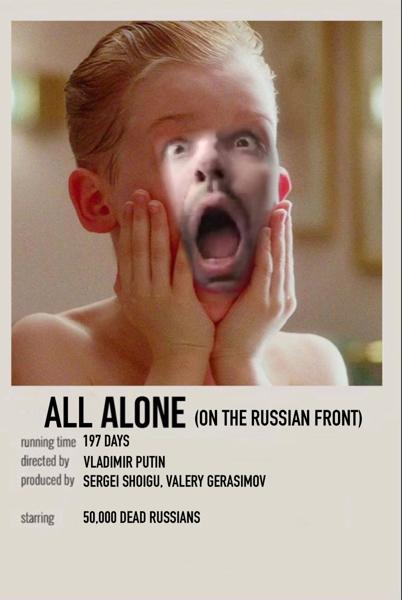 ALL ALONE (ON THE RUSSIAN FRONT)
running time 197 DAYS
directed by VLADIMIR PUTIN
produced by SERGEI SHOIGU, VALERY GERASIMOV
starring 50,000 DEAD RUSSIANS